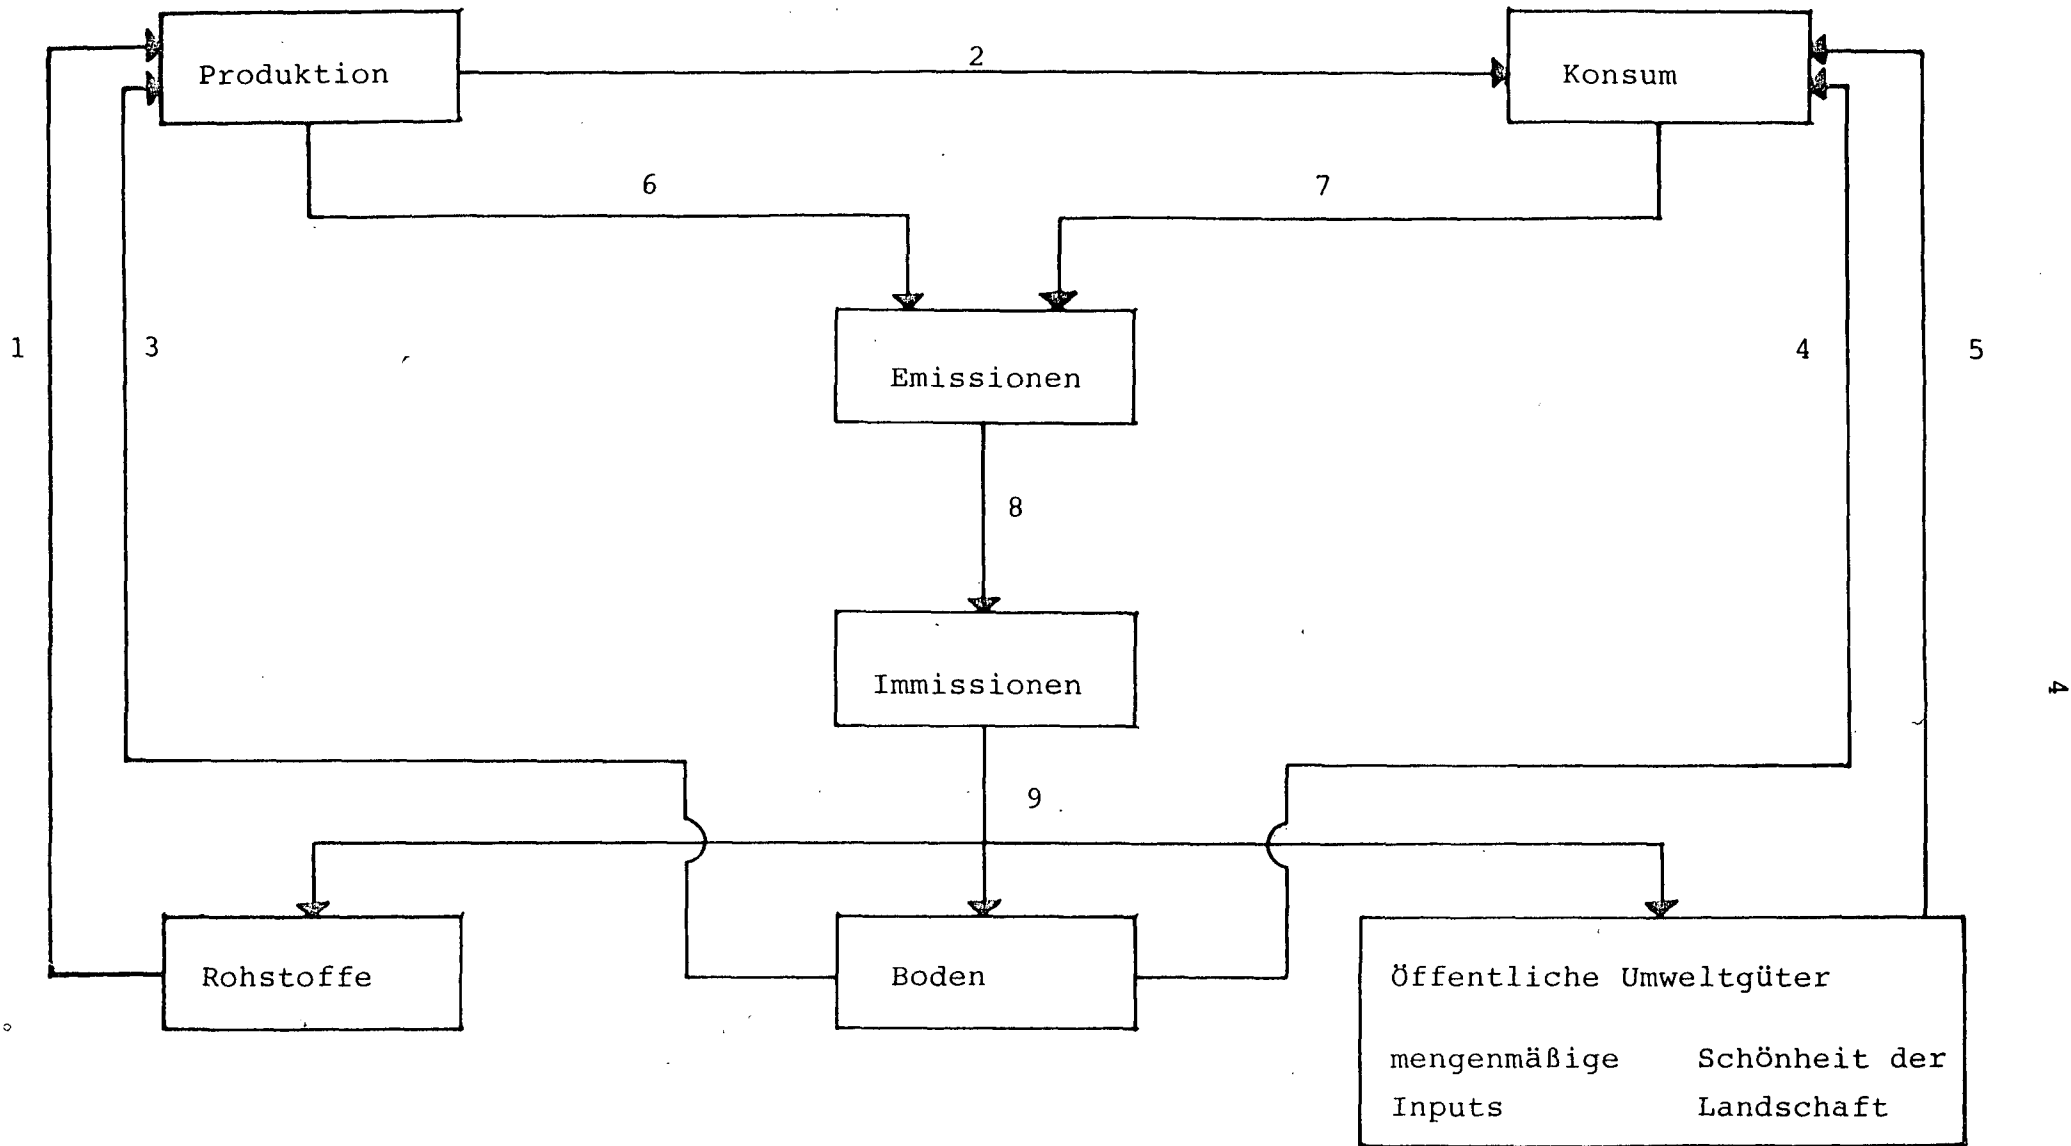 Produktion
2
Konsum
6
7
1
3
Emissionen
4
5
8
Immissionen
4
9
Rohstoffe
Boden
Öffentliche Umweltgüter
mengenmäßige Schönheit der
Inputs Landschaft